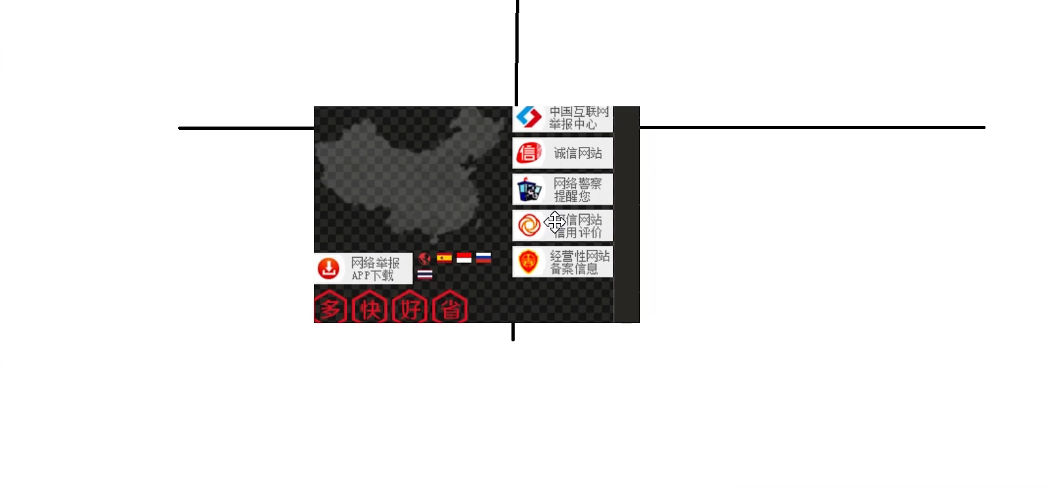 中国互联网
举报中心
信
诚信网站
网络警察
提醒您
信网站
信用评价
网络举报
APP下载
经营性网站
备案信息
多 快 好 省